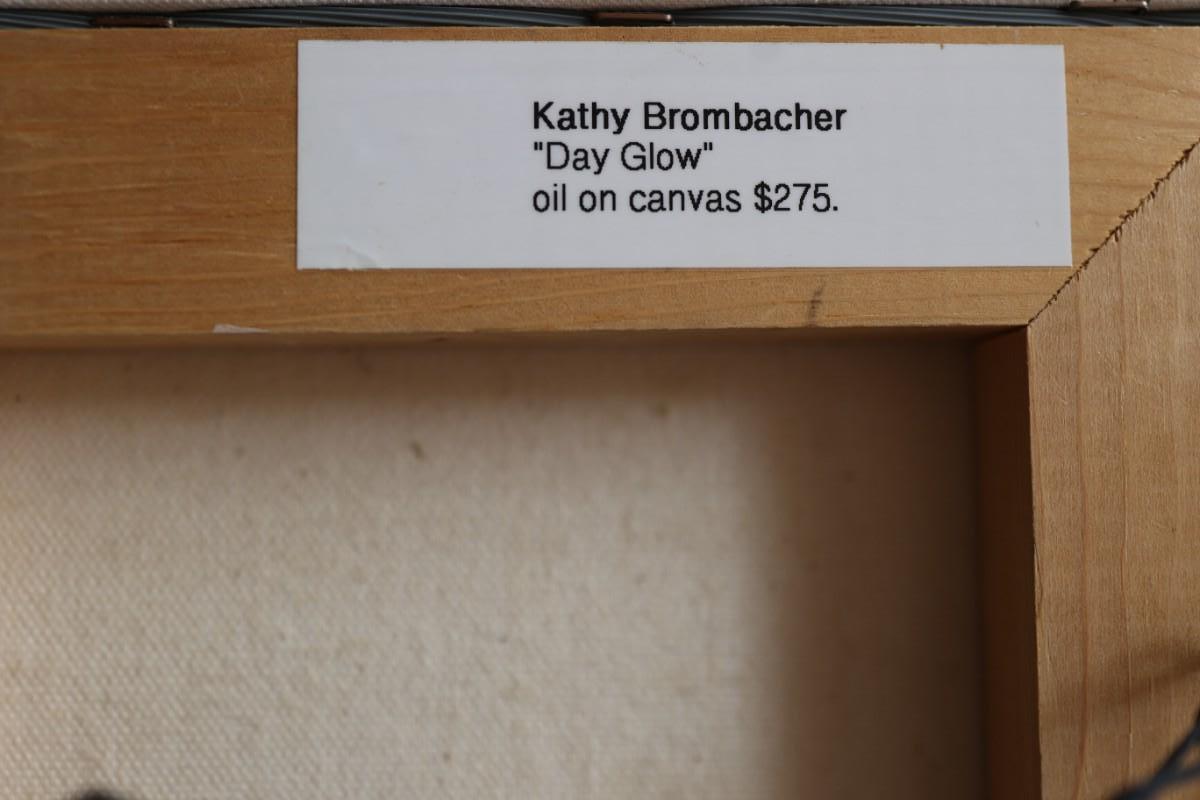 Kathy Brombacher
"Day Glow"
oil on canvas $275.